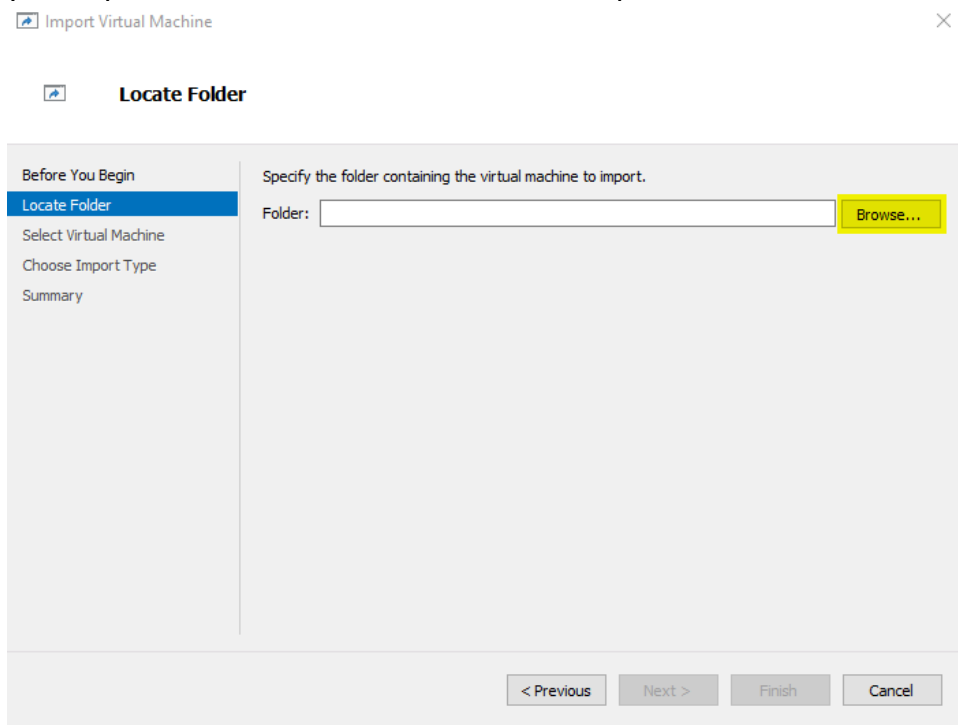 Import Virtual Machine
Locate Folder
Before You Begin
Locate Folder
Select Virtual Machine
Choose Import Type
Summary
Specify the folder containing the virtual machine to import.
Folder:
Browse...
< Previous
Next >
Finish
Cancel